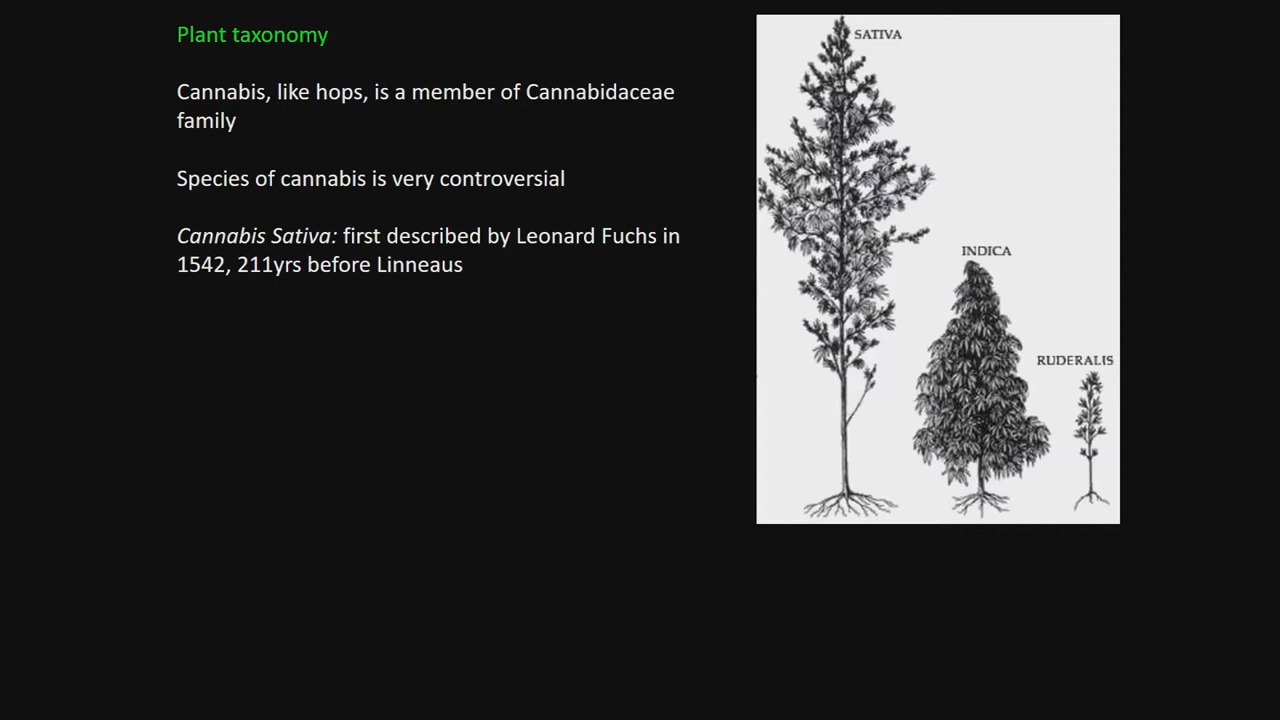 Plant taxonomy
Cannabis, like hops, is a member of Cannabidaceae
family
Species of cannabis is very controversial
Cannabis Sativa: first described by Leonard Fuchs in
1542, 211yrs before Linneaus
SATIVA
INDICA
RUDERALIS